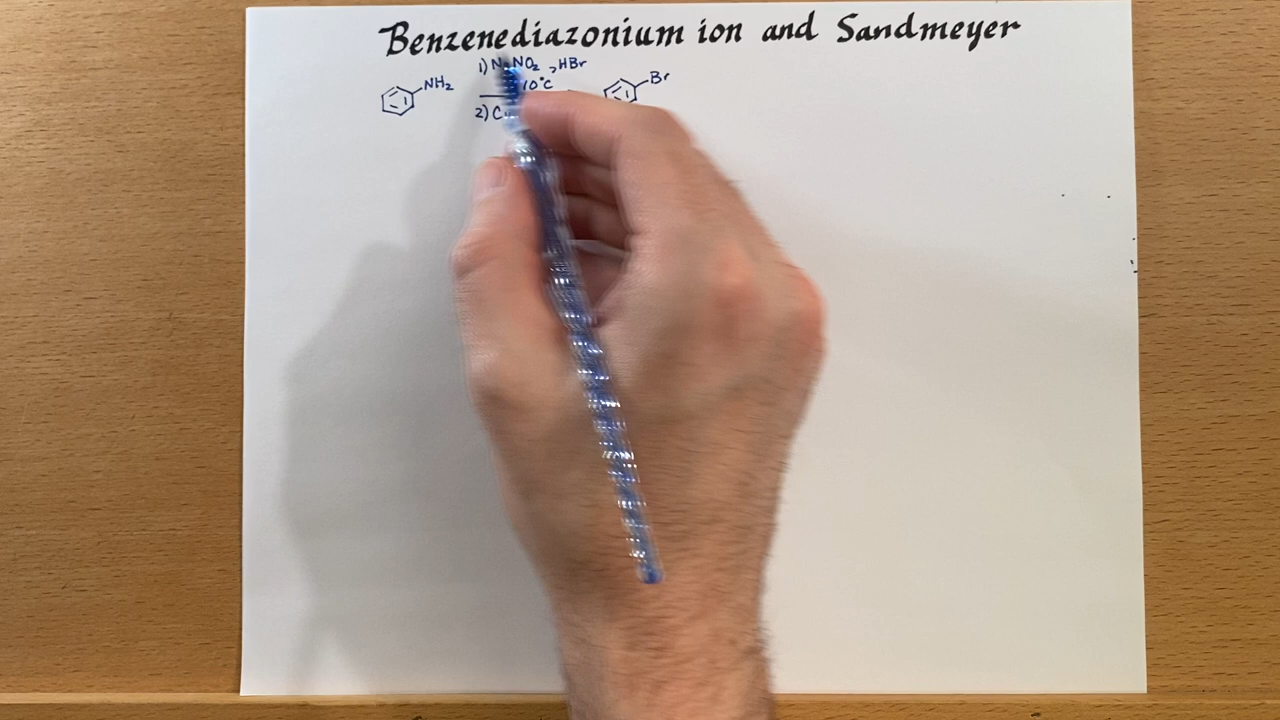 Benzenediazonium ion and Sandmeyer
1) NaNO₂, HBr
NH₂ 10°C Br
2) C